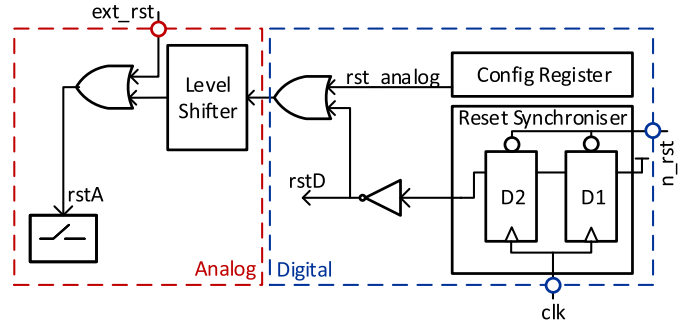 ext_rst
Level
Shifter
rst_analog
Config Register
Reset Synchroniser
n_rst
rstD
rstA
D2
D1
Analog
Digital
clk